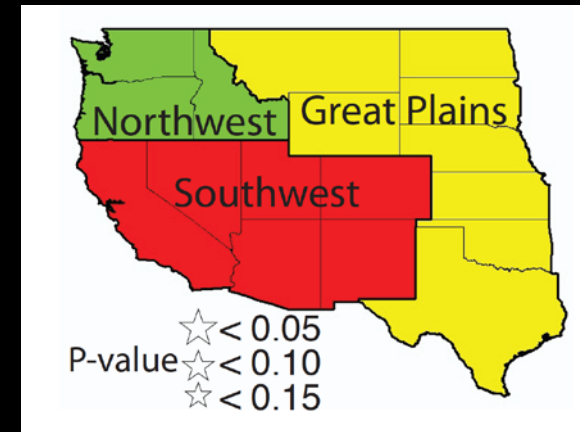 Northwest
Great Plains
Southwest
< 0.05
P-value < 0.10
< 0.15